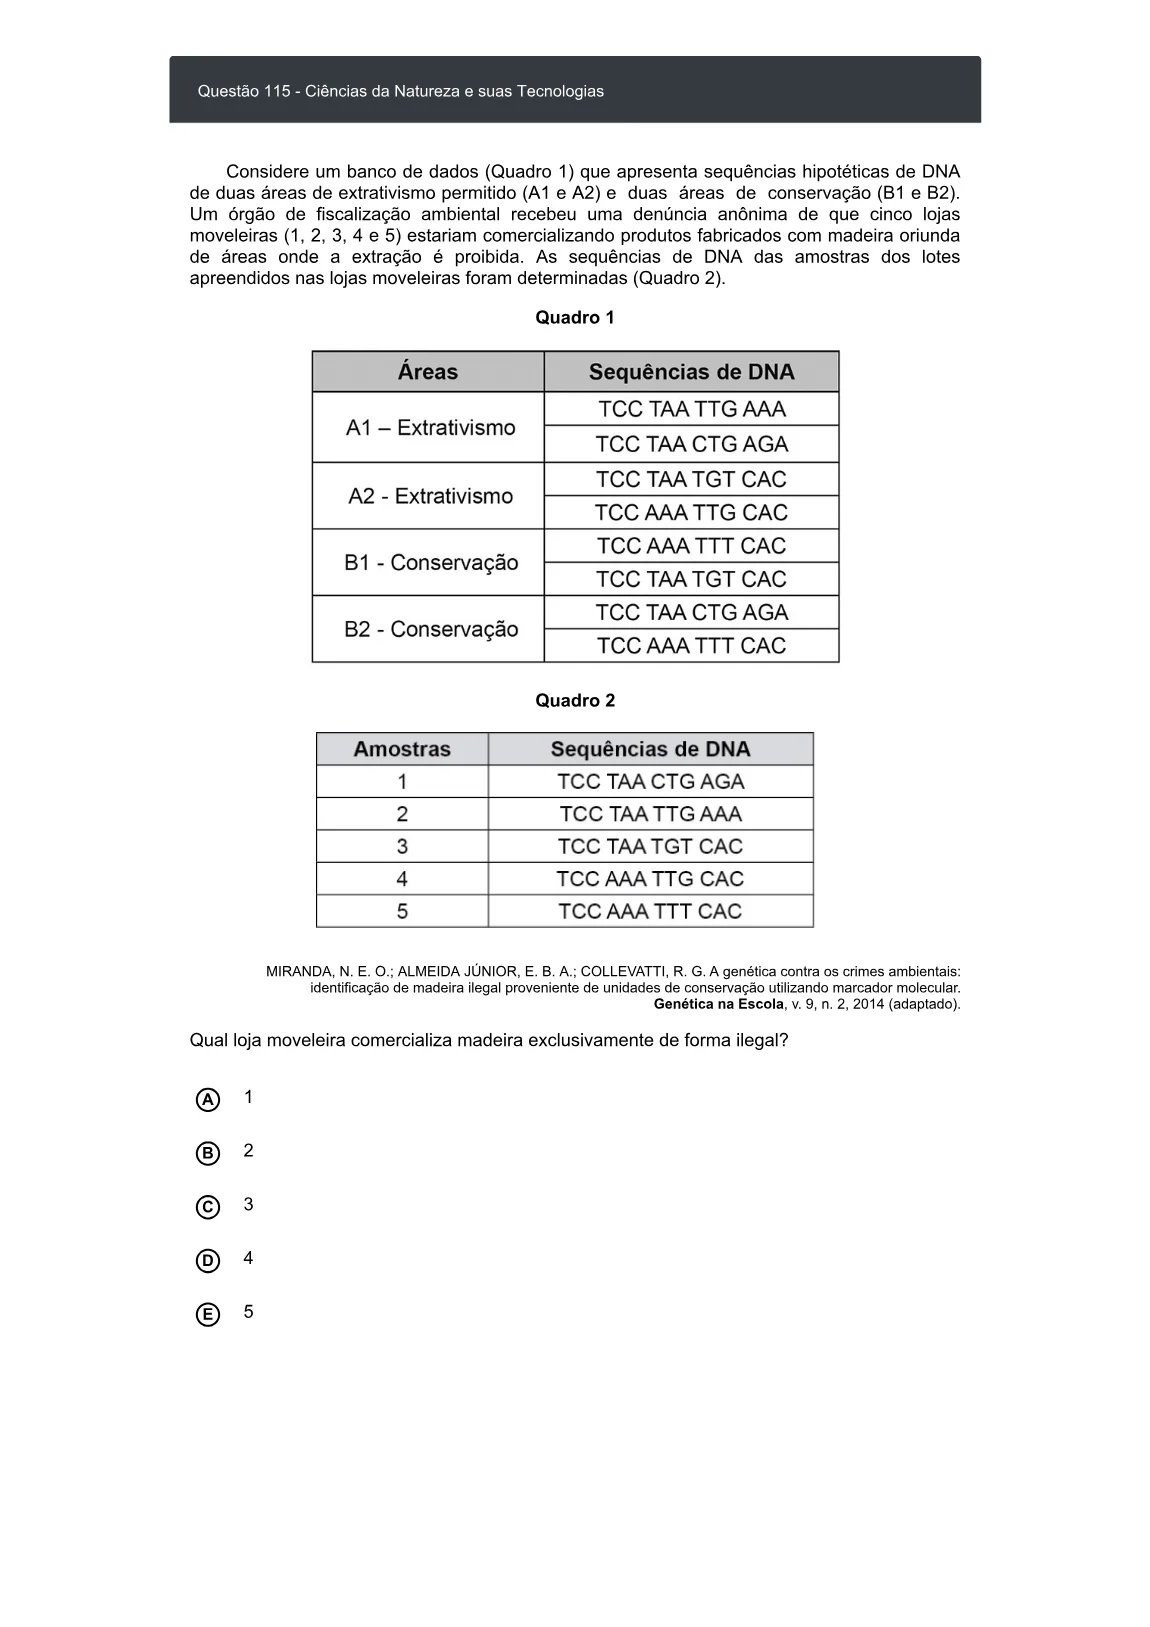 Questão 115 - Ciências da Natureza e suas Tecnologias
Considere um banco de dados (Quadro 1) que apresenta sequências hipotéticas de DNA
de duas áreas de extrativismo permitido (A1 e A2) e duas áreas de conservação (B1 e B2).
Um órgão de fiscalização ambiental recebeu uma denúncia anônima de que cinco lojas
moveleiras (1, 2, 3, 4 e 5) estariam comercializando produtos fabricados com madeira oriunda
de áreas onde a extração é proibida. As sequências de DNA das amostras dos lotes
apreendidos nas lojas moveleiras foram determinadas (Quadro 2).
Quadro 1
Áreas Sequências de DNA
A1 – Extrativismo
TCC TAA TTG AAA
TCC TAA CTG AGA
A2 - Extrativismo
TCC TAA TGT CAC
TCC AAA TTG CAC
B1 - Conservação
TCC AAA TTT CAC
TCC TAA TGT CAC
B2 - Conservação
TCC TAA CTG AGA
TCC AAA TTT CAC
Quadro 2
Amostras Sequências de DNA
1 TCC TAA CTG AGA
2 TCC TAA TTG AAA
3 TCC TAA TGT CAC
4 TCC AAA TTG CAC
5 TCC AAA TTT CAC
MIRANDA, N. E. O.; ALMEIDA JÚNIOR, E. B. A.; COLLEVATTI, R. G. A genética contra os crimes ambientais:
identificação de madeira ilegal proveniente de unidades de conservação utilizando marcador molecular.
Genética na Escola, v. 9, n. 2, 2014 (adaptado).
Qual loja moveleira comercializa madeira exclusivamente de forma ilegal?
A 1
B 2
C 3
D 4
E 5